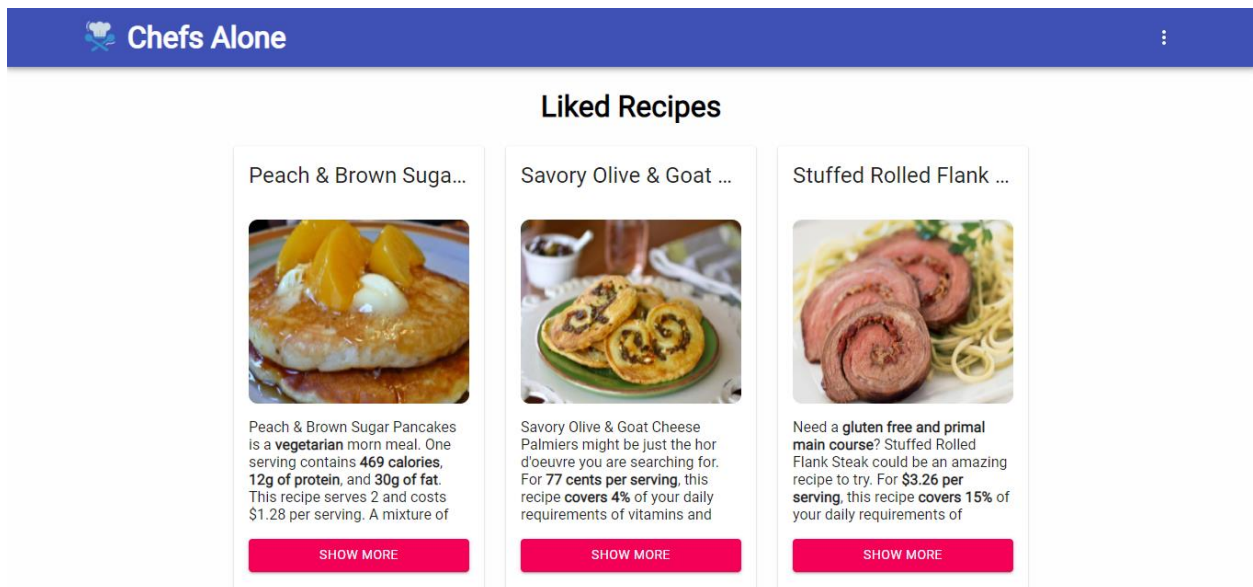 Chefs Alone
Liked Recipes
Peach & Brown Suga...
Peach & Brown Sugar Pancakes
is a vegetarian morn meal. One
serving contains 469 calories,
12g of protein, and 30g of fat.
This recipe serves 2 and costs
$1.28 per serving. A mixture of
SHOW MORE
Savory Olive & Goat ...
Savory Olive & Goat Cheese
Palmiers might be just the hor
d'oeuvre you are searching for.
For 77 cents per serving, this
recipe covers 4% of your daily
requirements of vitamins and
SHOW MORE
Stuffed Rolled Flank ...
Need a gluten free and primal
main course? Stuffed Rolled
Flank Steak could be an amazing
recipe to try. For $3.26 per
serving, this recipe covers 15% of
your daily requirements of
SHOW MORE